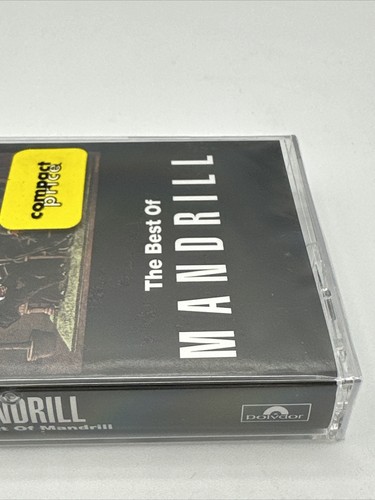 compact
price
The Best Of
MANDRILL
NDRILL
t Of Mandrill
polydor